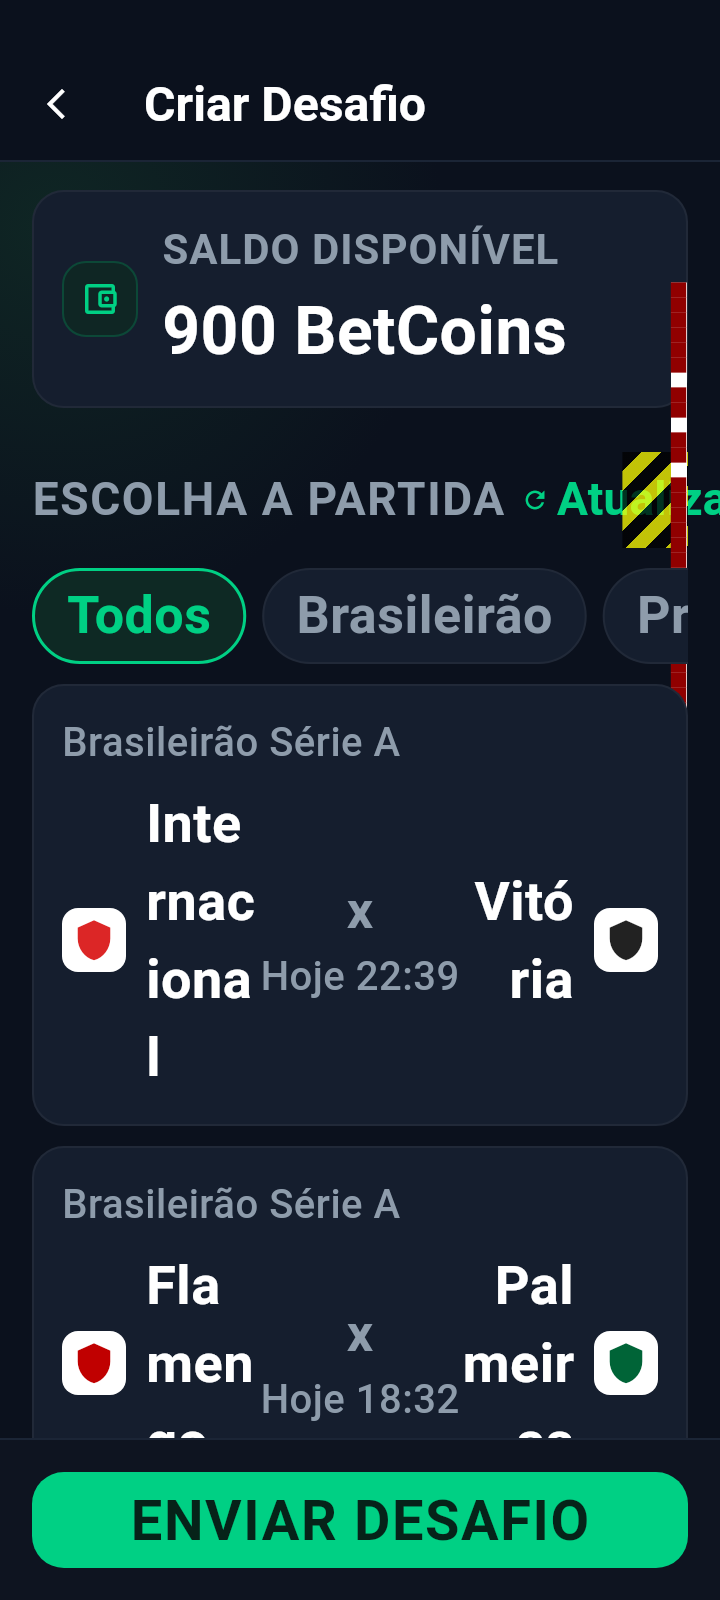 Criar Desafio
SALDO DISPONÍVEL
900 BetCoins
ESCOLHA A PARTIDA
Todos
Brasileirão
Pr
Brasileirão Série A
Inte
rnac
iona
l
x
Hoje 22:39
Vitó
ria
Brasileirão Série A
Fla
men
x
Hoje 18:32
Pal
meir
ENVIAR DESAFIO